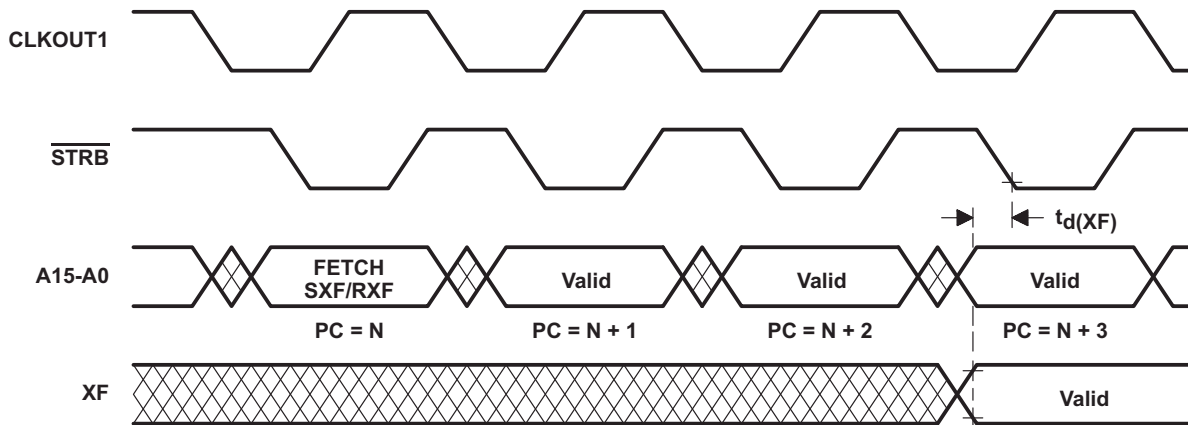 CLKOUT1
STRB
td(XF)
A15-A0
FETCH
SXF/RXF
Valid
Valid
Valid
PC = N
PC = N + 1
PC = N + 2
PC = N + 3
XF
Valid